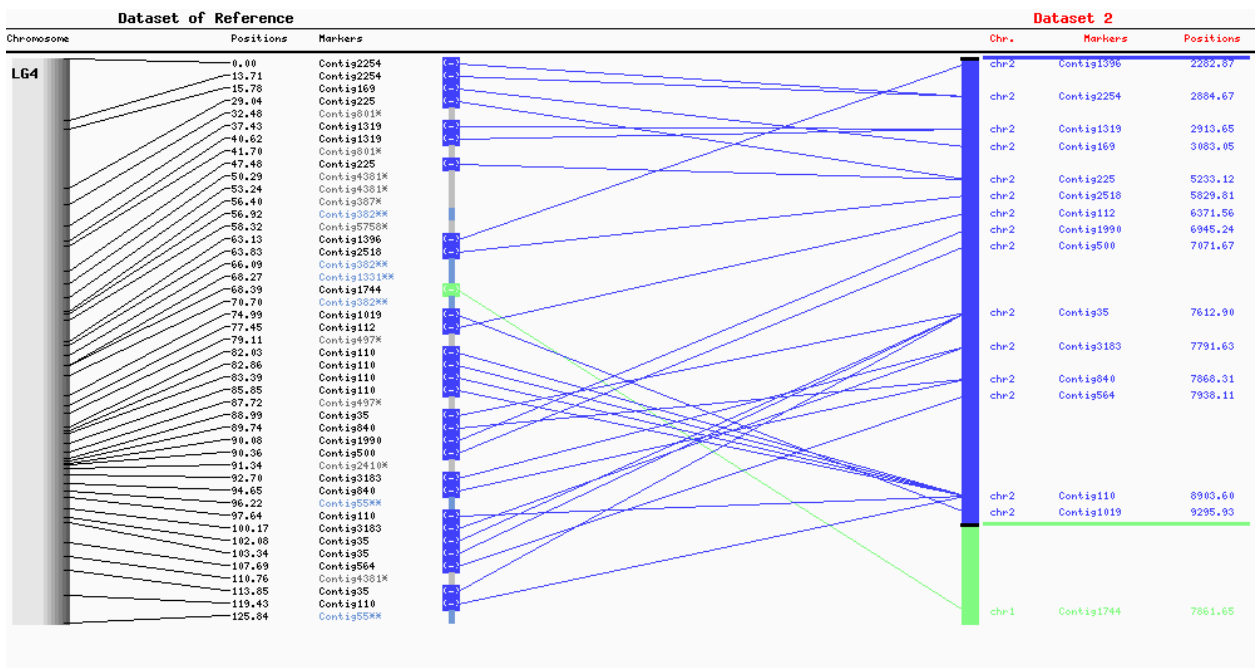 Dataset of Reference Dataset 2
Chromosome Positions Markers Chr. Markers Positions
LG4
0.00 Contig2254 (-) chr2 Contig1396 2282.87
13.71 Contig2254 (-)
15.78 Contig169 (-)
29.04 Contig225 (-) chr2 Contig2254 2884.67
32.48 Contig801*
37.43 Contig1319 (-) chr2 Contig1319 2913.65
40.62 Contig1319 (-)
41.70 Contig801* chr2 Contig169 3083.05
47.48 Contig225 (-)
50.29 Contig4381* chr2 Contig225 5233.12
53.24 Contig4381* chr2 Contig2518 5829.81
56.40 Contig387*
56.92 Contig382** chr2 Contig112 6371.56
58.32 Contig5758* chr2 Contig1990 6945.24
63.13 Contig1396 (-) chr2 Contig500 7071.67
63.83 Contig2518 (-)
66.09 Contig382**
68.27 Contig1331**
68.39 Contig1744 (-)
70.70 Contig382**
74.99 Contig1019 (-) chr2 Contig35 7612.90
77.45 Contig112 (-)
79.11 Contig497* chr2 Contig3183 7791.63
82.03 Contig110 (-)
82.86 Contig110 (-)
83.39 Contig110 (-) chr2 Contig840 7868.31
85.85 Contig110 (-) chr2 Contig564 7938.11
87.72 Contig497*
88.99 Contig35 (-)
89.74 Contig840 (-)
90.08 Contig1990 (-)
90.36 Contig500 (-)
91.34 Contig2410*
92.70 Contig3183 (-)
94.65 Contig840 (-) chr2 Contig110 8903.60
96.22 Contig55**
97.64 Contig110 (-) chr2 Contig1019 9295.93
100.17 Contig3183 (-)
102.08 Contig35 (-)
103.34 Contig35 (-)
107.69 Contig564 (-)
110.76 Contig4381*
113.85 Contig35 (-)
119.43 Contig110 (-) chr1 Contig1744 7861.65
125.84 Contig55**